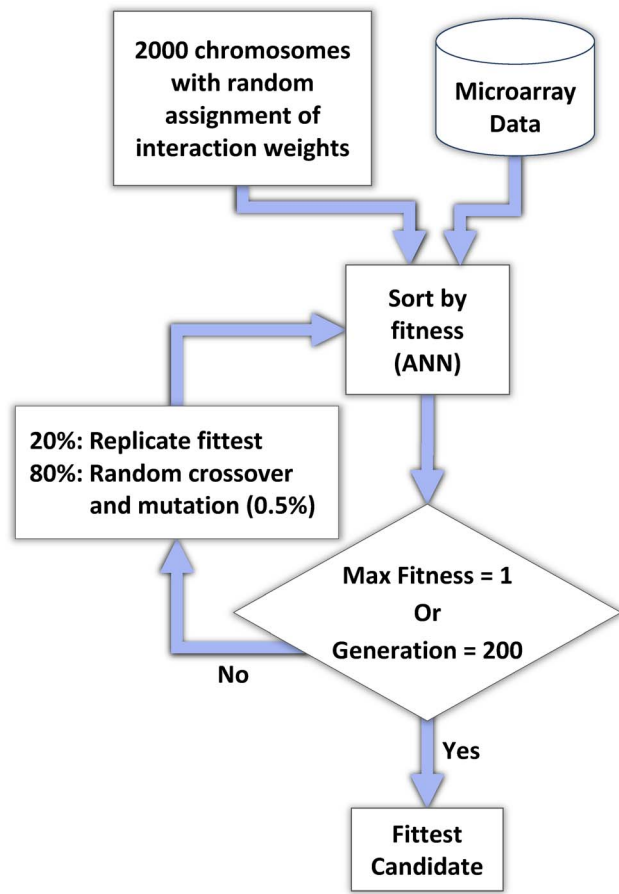 2000 chromosomes
with random
assignment of
interaction weights
Microarray
Data
Sort by
fitness
(ANN)
20%: Replicate fittest
80%: Random crossover
and mutation (0.5%)
Max Fitness = 1
Or
Generation = 200
No
Yes
Fittest
Candidate